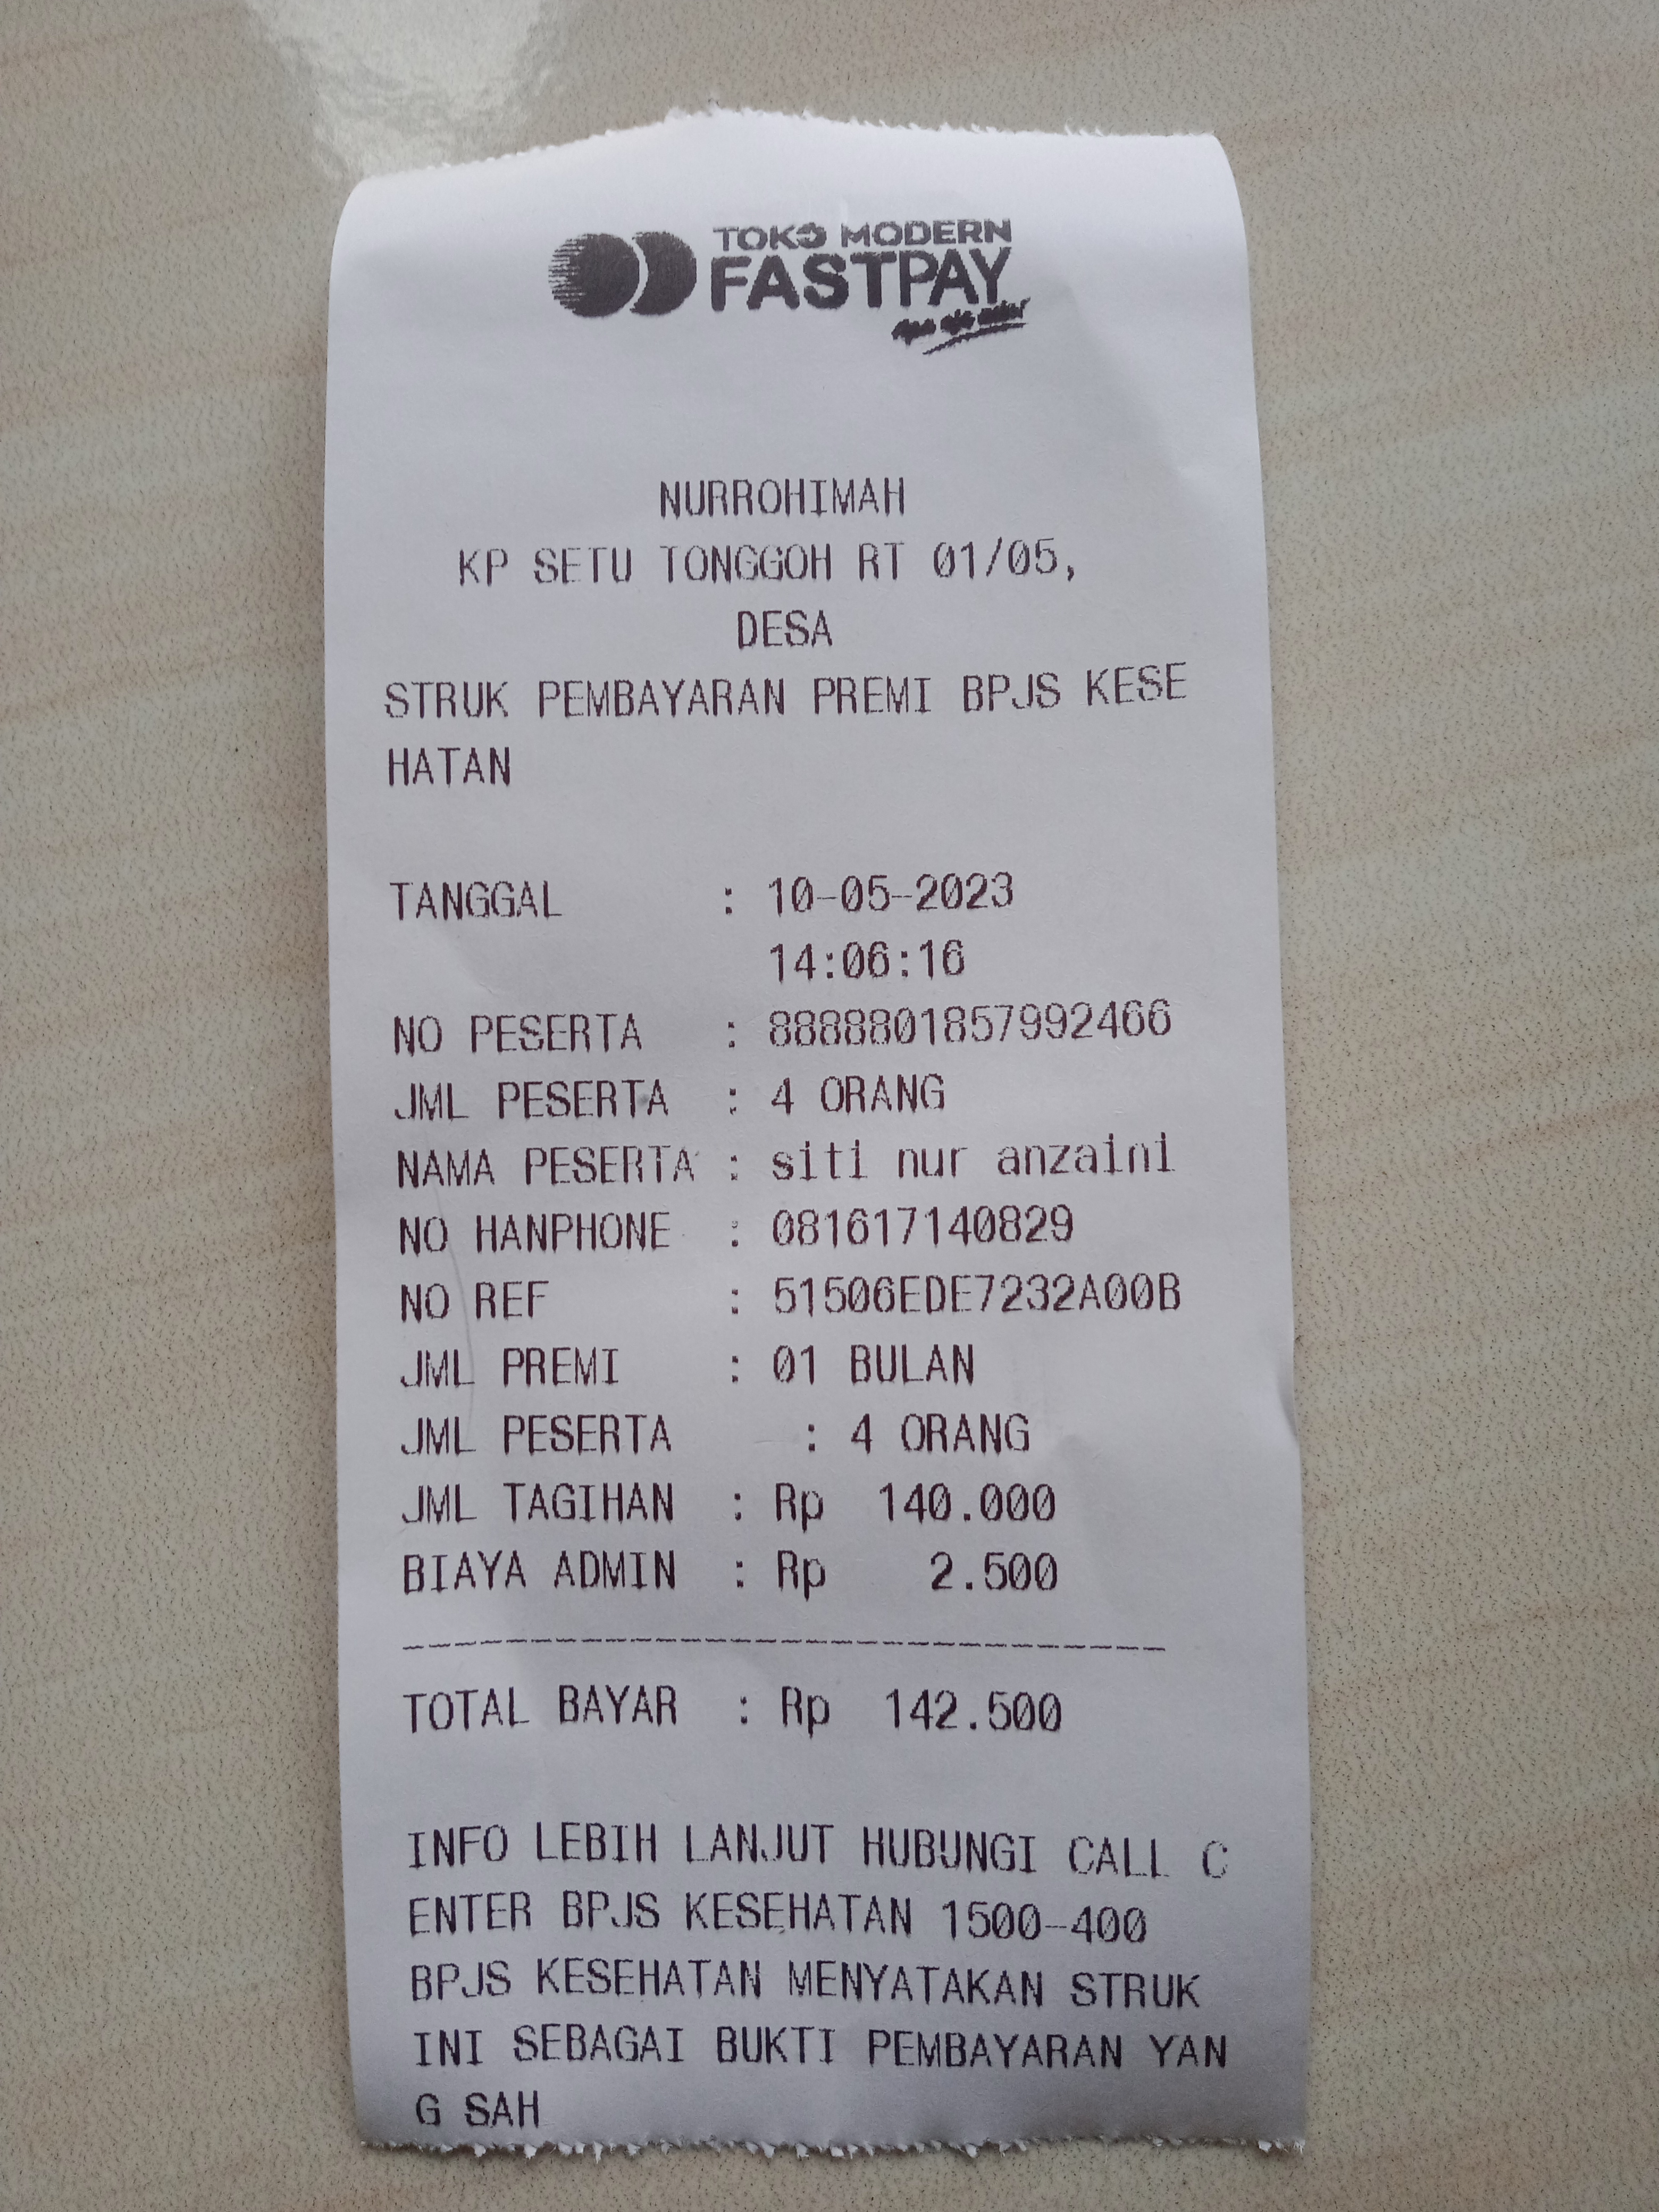 TOKO MODERN
FASTPAY
NURROHIMAH
KP SETU TONGGOH RT 01/05,
DESA
STRUK PEMBAYARAN PREMI BPJS KESE
HATAN
TANGGAL : 10-05-2023
14:06:16
NO PESERTA : 8888801857992466
JML PESERTA : 4 ORANG
NAMA PESERTA : siti nur anzaini
NO HANPHONE : 081617140829
NO REF : 51506EDE7232A00B
JML PREMI : 01 BULAN
JML PESERTA : 4 ORANG
JML TAGIHAN : Rp 140.000
BIAYA ADMIN : Rp 2.500
------------------------------
TOTAL BAYAR : Rp 142.500
INFO LEBIH LANJUT HUBUNGI CALL C
ENTER BPJS KESEHATAN 1500-400
BPJS KESEHATAN MENYATAKAN STRUK
INI SEBAGAI BUKTI PEMBAYARAN YAN
G SAH